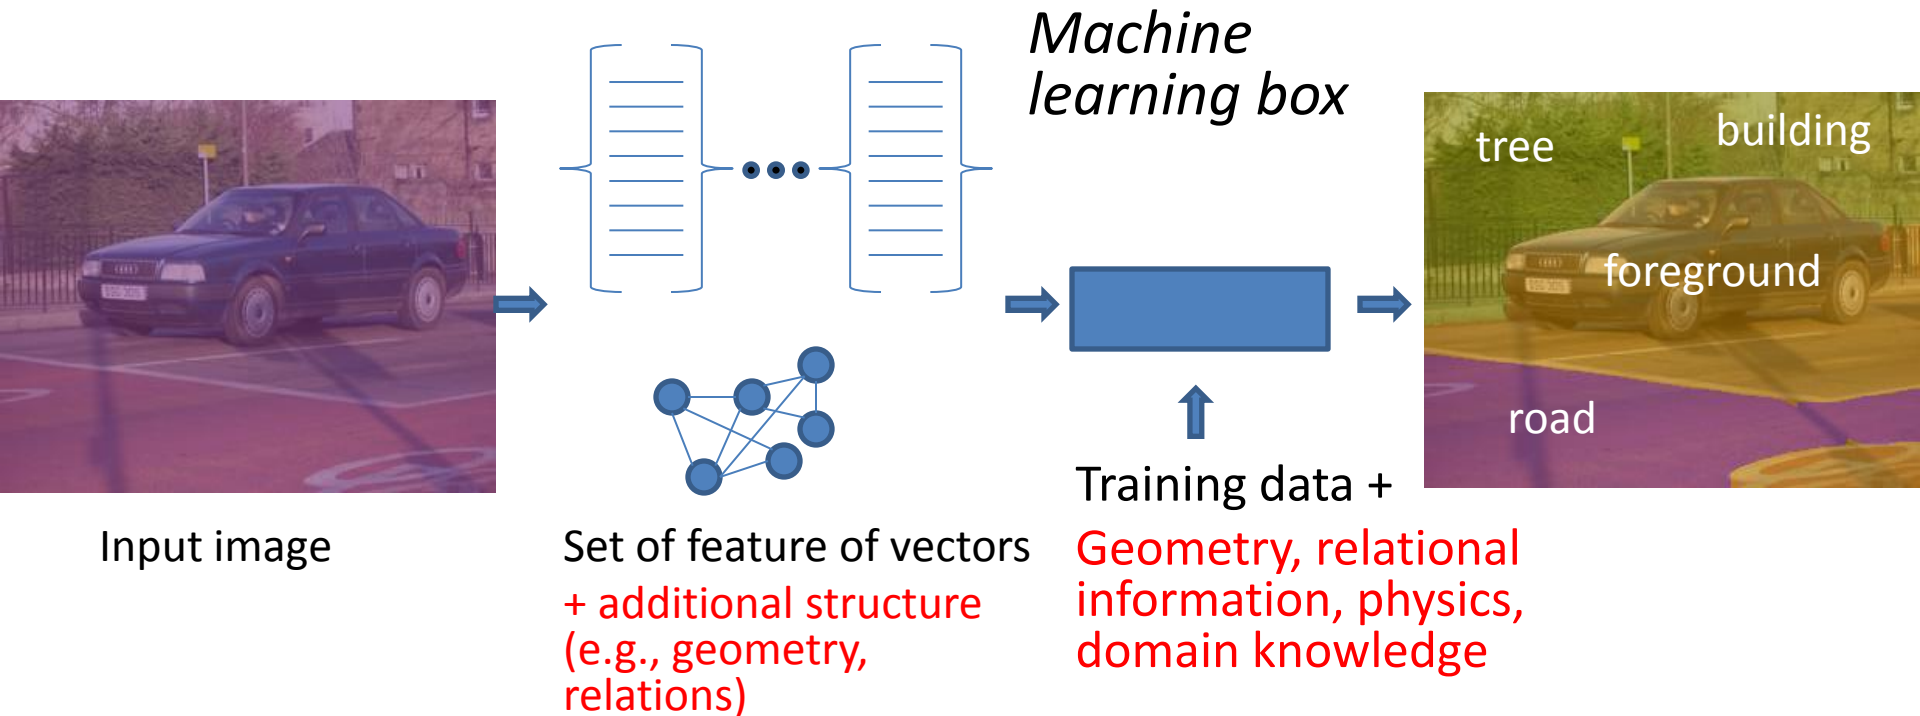 Machine
learning box
tree
building
foreground
road
Input image
Set of feature of vectors
+ additional structure
(e.g., geometry,
relations)
Training data +
Geometry, relational
information, physics,
domain knowledge